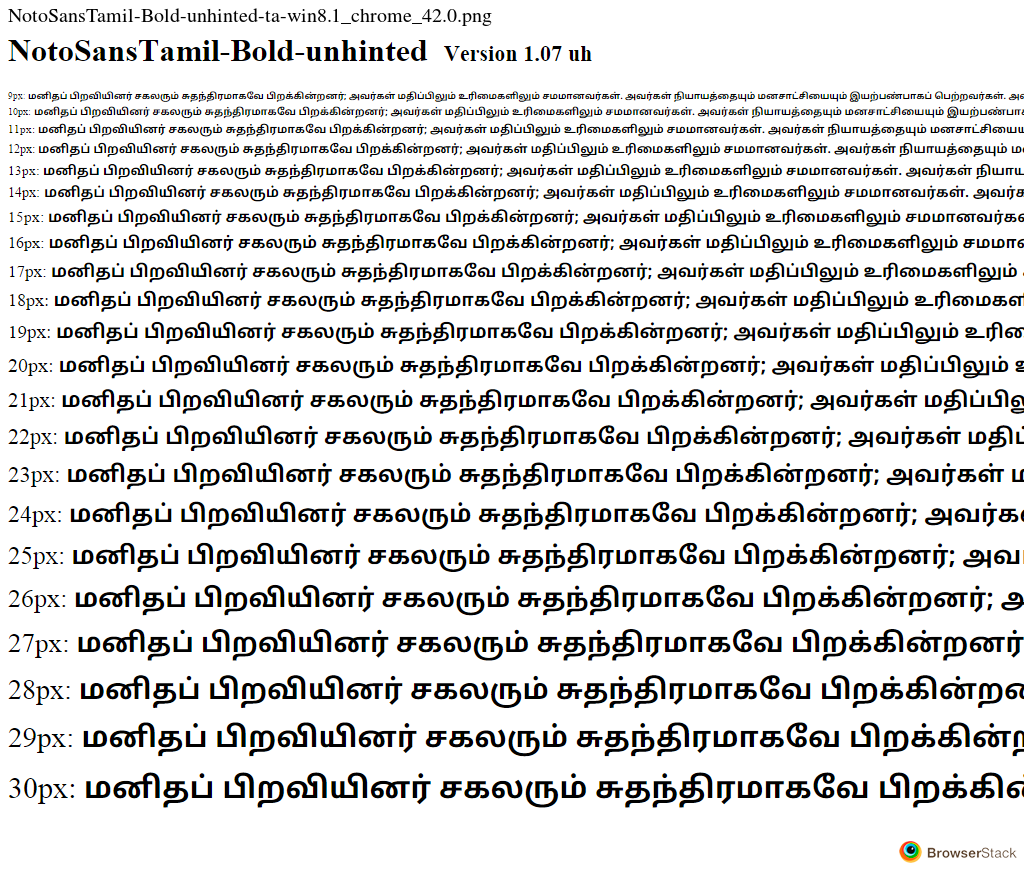 NotoSansTamil-Bold-unhinted-ta-win8.1_chrome_42.0.png
NotoSansTamil-Bold-unhinted Version 1.07 uh
9px: மனிதப் பிறவியினர் சகலரும் சுதந்திரமாகவே பிறக்கின்றனர்; அவர்கள் மதிப்பிலும் உரிமைகளிலும் சமமானவர்கள். அவர்கள் நியாயத்தையும் மனசாட்சியையும் இயற்பண்பாகப் பெற்றவர்கள்.
10px: மனிதப் பிறவியினர் சகலரும் சுதந்திரமாகவே பிறக்கின்றனர்; அவர்கள் மதிப்பிலும் உரிமைகளிலும் சமமானவர்கள். அவர்கள் நியாயத்தையும் மனசாட்சியையும்
11px: மனிதப் பிறவியினர் சகலரும் சுதந்திரமாகவே பிறக்கின்றனர்; அவர்கள் மதிப்பிலும் உரிமைகளிலும் சமமானவர்கள். அவர்கள் நியாயத்தையும்
12px: மனிதப் பிறவியினர் சகலரும் சுதந்திரமாகவே பிறக்கின்றனர்; அவர்கள் மதிப்பிலும் உரிமைகளிலும் சமமானவர்கள். அவர்கள் நியாயத்தையும்
13px: மனிதப் பிறவியினர் சகலரும் சுதந்திரமாகவே பிறக்கின்றனர்; அவர்கள் மதிப்பிலும் உரிமைகளிலும் சமமானவர்கள். அவர்கள்
14px: மனிதப் பிறவியினர் சகலரும் சுதந்திரமாகவே பிறக்கின்றனர்; அவர்கள் மதிப்பிலும் உரிமைகளிலும் சமமானவர்கள்.
15px: மனிதப் பிறவியினர் சகலரும் சுதந்திரமாகவே பிறக்கின்றனர்; அவர்கள் மதிப்பிலும் உரிமைகளிலும்
16px: மனிதப் பிறவியினர் சகலரும் சுதந்திரமாகவே பிறக்கின்றனர்; அவர்கள் மதிப்பிலும் உரிமைகளிலும்
17px: மனிதப் பிறவியினர் சகலரும் சுதந்திரமாகவே பிறக்கின்றனர்; அவர்கள் மதிப்பிலும் உரிமைகளிலும்
18px: மனிதப் பிறவியினர் சகலரும் சுதந்திரமாகவே பிறக்கின்றனர்; அவர்கள் மதிப்பிலும்
19px: மனிதப் பிறவியினர் சகலரும் சுதந்திரமாகவே பிறக்கின்றனர்; அவர்கள் மதிப்பிலும்
20px: மனிதப் பிறவியினர் சகலரும் சுதந்திரமாகவே பிறக்கின்றனர்; அவர்கள் மதிப்பிலும்
21px: மனிதப் பிறவியினர் சகலரும் சுதந்திரமாகவே பிறக்கின்றனர்; அவர்கள்
22px: மனிதப் பிறவியினர் சகலரும் சுதந்திரமாகவே பிறக்கின்றனர்; அவர்கள்
23px: மனிதப் பிறவியினர் சகலரும் சுதந்திரமாகவே பிறக்கின்றனர்; அவர்கள்
24px: மனிதப் பிறவியினர் சகலரும் சுதந்திரமாகவே பிறக்கின்றனர்;
25px: மனிதப் பிறவியினர் சகலரும் சுதந்திரமாகவே பிறக்கின்றனர்;
26px: மனிதப் பிறவியினர் சகலரும் சுதந்திரமாகவே பிறக்கின்றனர்;
27px: மனிதப் பிறவியினர் சகலரும் சுதந்திரமாகவே பிறக்கின்றனர்
28px: மனிதப் பிறவியினர் சகலரும் சுதந்திரமாகவே
29px: மனிதப் பிறவியினர் சகலரும் சுதந்திரமாகவே
30px: மனிதப் பிறவியினர் சகலரும் சுதந்திரமாகவே
BrowserStack